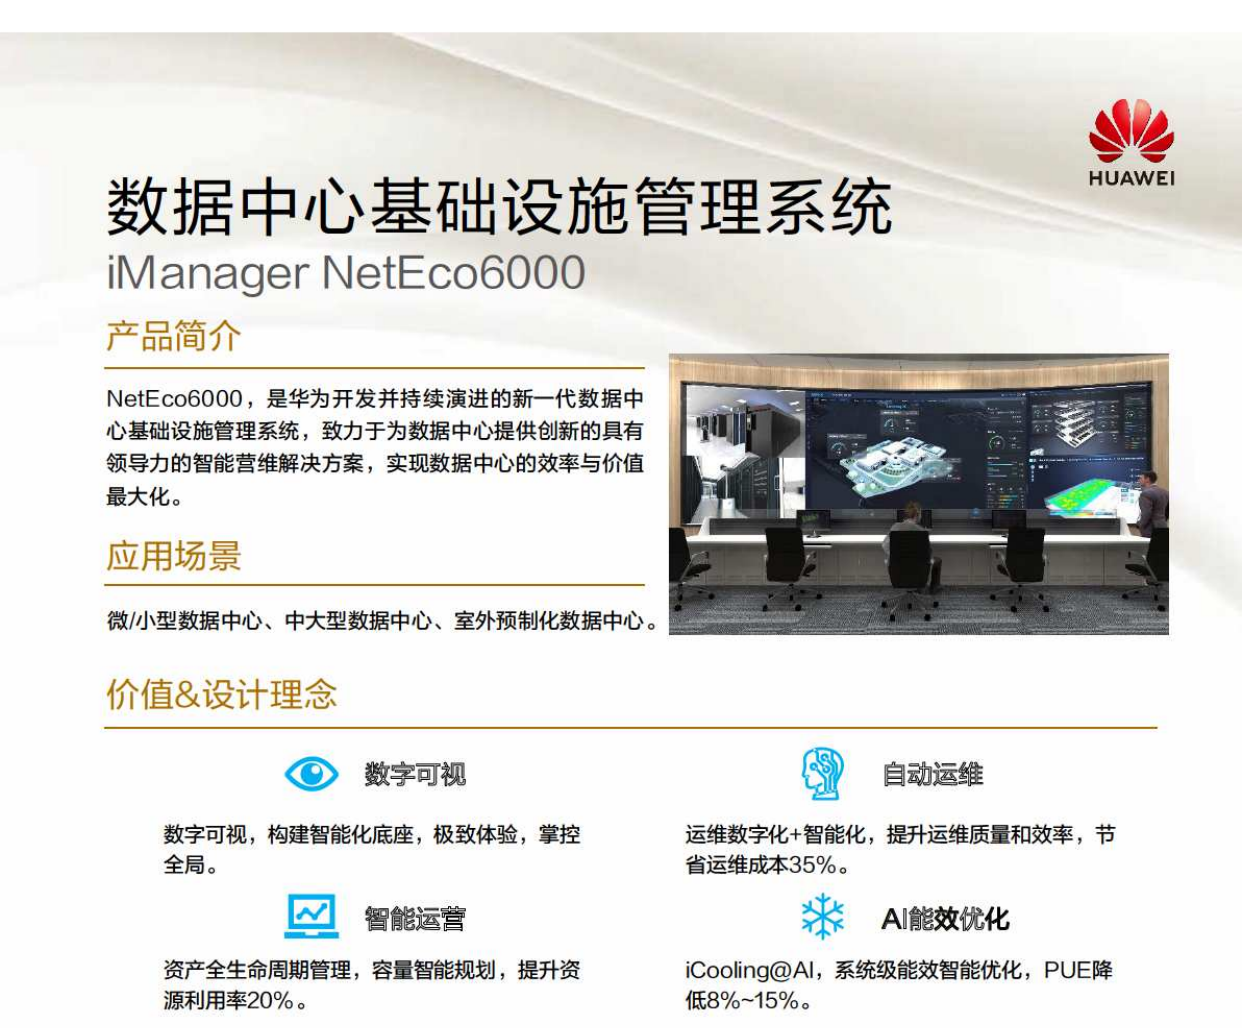 HUAWEI
数据中心基础设施管理系统
iManager NetEco6000
产品简介
NetEco6000，是华为开发并持续演进的新一代数据中
心基础设施管理系统，致力于为数据中心提供创新的具有
领导力的智能营维解决方案，实现数据中心的效率与价值
最大化。
应用场景
微/小型数据中心、中大型数据中心、室外预制化数据中心。
价值&设计理念
数字可视
数字可视，构建智能化底座，极致体验，掌控
全局。
自动运维
运维数字化+智能化，提升运维质量和效率，节
省运维成本35%。
智能运营
资产全生命周期管理，容量智能规划，提升资
源利用率20%。
AI能效优化
iCooling@AI，系统级能效智能优化，PUE降
低8%~15%。